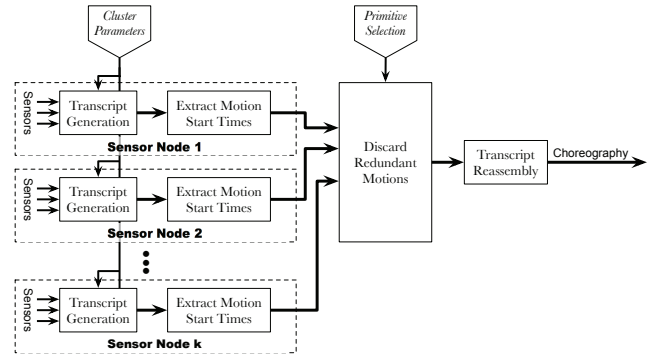 Cluster
Parameters
Primitive
Selection
Sensors
Transcript
Generation
Extract Motion
Start Times
Sensor Node 1
Sensors
Transcript
Generation
Extract Motion
Start Times
Sensor Node 2
Sensors
Transcript
Generation
Extract Motion
Start Times
Sensor Node k
Discard
Redundant
Motions
Transcript
Reassembly
Choreography